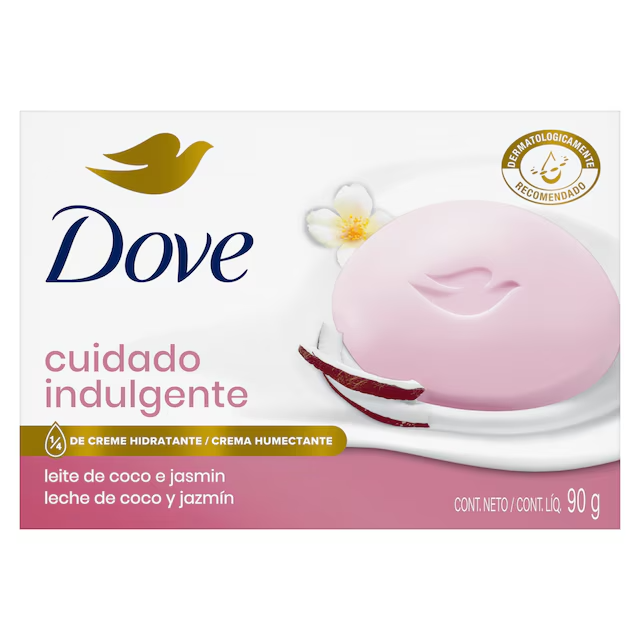 DERMATOLOGICAMENTE
RECOMENDADO
Dove
cuidado
indulgente
1/4 DE CREME HIDRATANTE / CREMA HUMECTANTE
leite de coco e jasmin
leche de coco y jazmín
CONT. NETO / CONT. LÍQ. 90 g